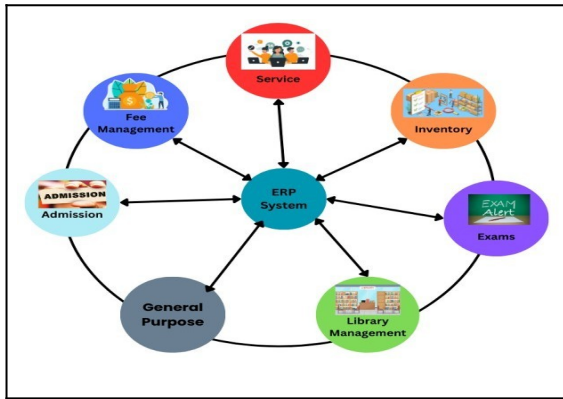 Service
Fee
Management
Inventory
ADMISSION
Admission
ERP
System
EXAM
Alert
Exams
General
Purpose
Library
Management